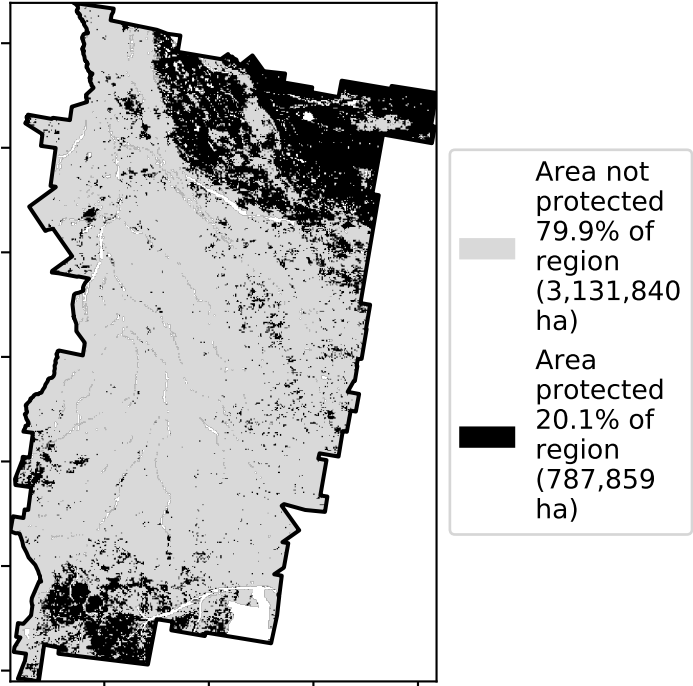 Area not
protected
79.9% of
region
(3,131,840
ha)
Area
protected
20.1% of
region
(787,859
ha)